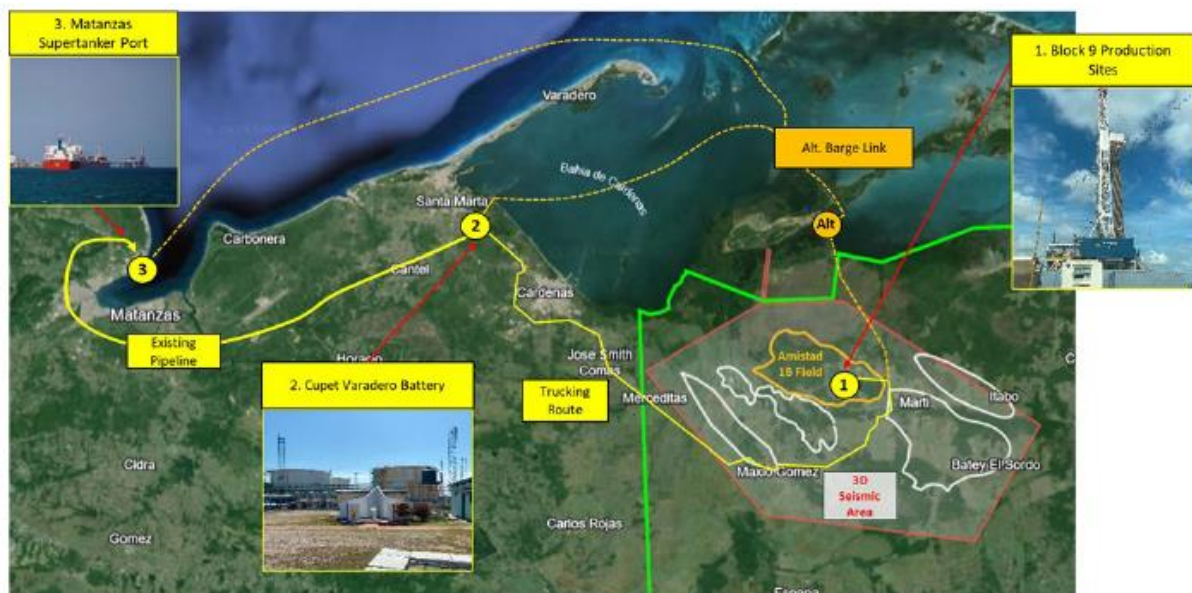 3. Matanzas
Supertanker Port
1. Block 9 Production
Sites
Varadero
Alt. Barge Link
Bahia de Cardenas
Santa Marta
2
Alt
Carbonera
3
Cantel
Cardenas
Matanzas
Existing
Pipeline
Horacio
Jose Smith
Comas
Amistad
1B Field
1
2. Cupet Varadero Battery
Trucking
Route
Merceditas
Marti
Itabo
Maximo Gomez
Batey El Sordo
3D
Seismic
Area
Cidra
Carlos Rojas
Gomez